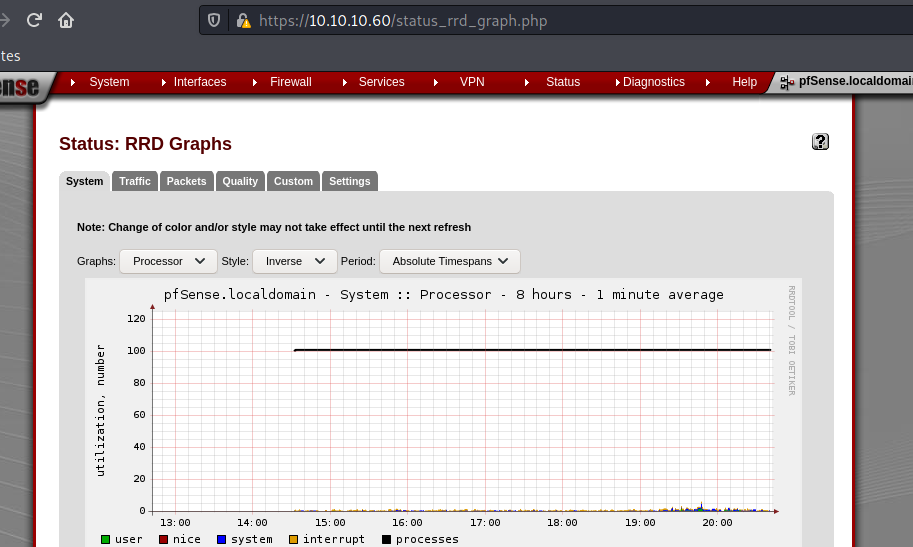 https://10.10.10.60/status_rrd_graph.php
tes
nse System Interfaces Firewall Services VPN Status Diagnostics Help pfSense.localdomai
Status: RRD Graphs
?
System Traffic Packets Quality Custom Settings
Note: Change of color and/or style may not take effect until the next refresh
Graphs: Processor Style: Inverse Period: Absolute Timespans
pfSense.localdomain - System :: Processor - 8 hours - 1 minute average
RRDTOOL / TOBI OETIKER
utilization, number
120
100
80
60
40
20
0
13:00 14:00 15:00 16:00 17:00 18:00 19:00 20:00
user nice system interrupt processes